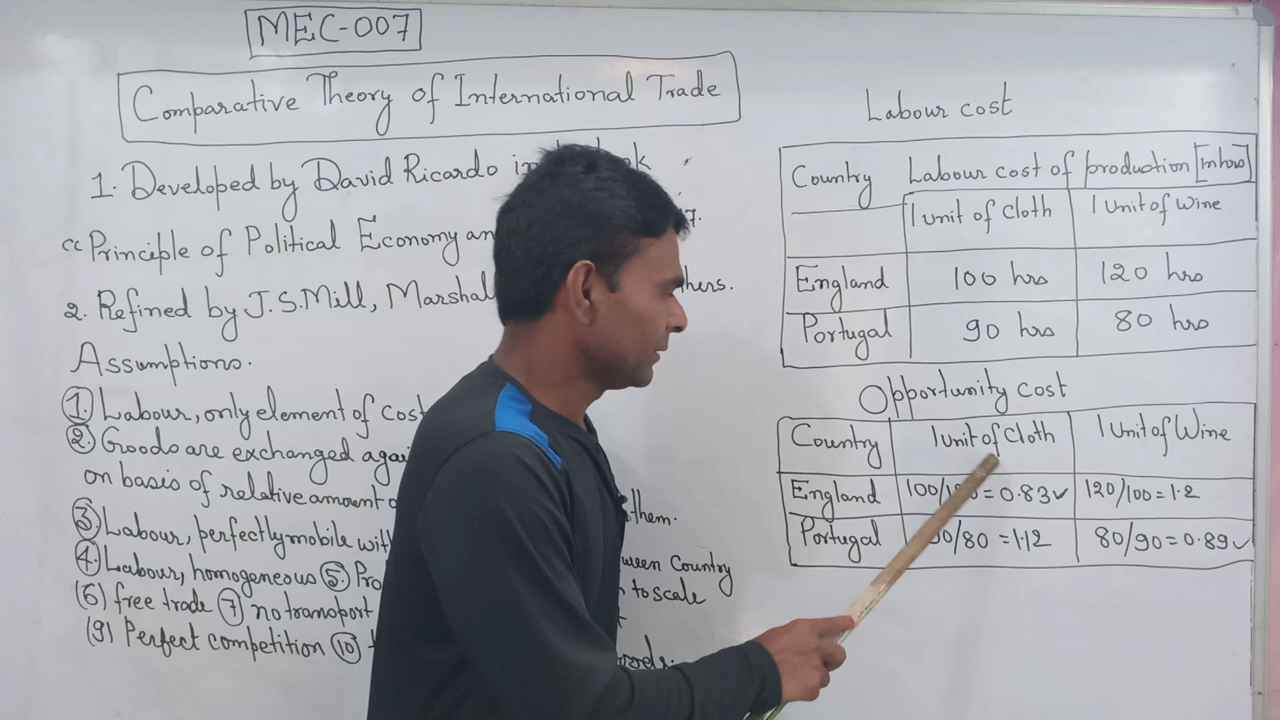 MEC-007
Comparative Theory of International Trade
1. Developed by David Ricardo in
"Principle of Political Economy an
2. Refined by J.S.Mill, Marshal
Assumptions.
① Labour, only element of cost
② Goods are exchanged agai
on basis of relative amount
them.
③ Labour, perfectly mobile wit
ween Country
④ Labour, homogeneous ⑤ Pro
to scale
(6) free trade ⑦ no transport
(9) Perfect competition ⑩
Labour cost
Country Labour cost of production [in hrs]
1 unit of Cloth 1 Unit of Wine
England 100 hrs 120 hrs
Portugal 90 hrs 80 hrs
Opportunity cost
Country 1 Unit of Cloth 1 Unit of Wine
England = 0.83✓ 120/100 = 1.2
Portugal 0/80 = 1.12 80/90 = 0.89✓